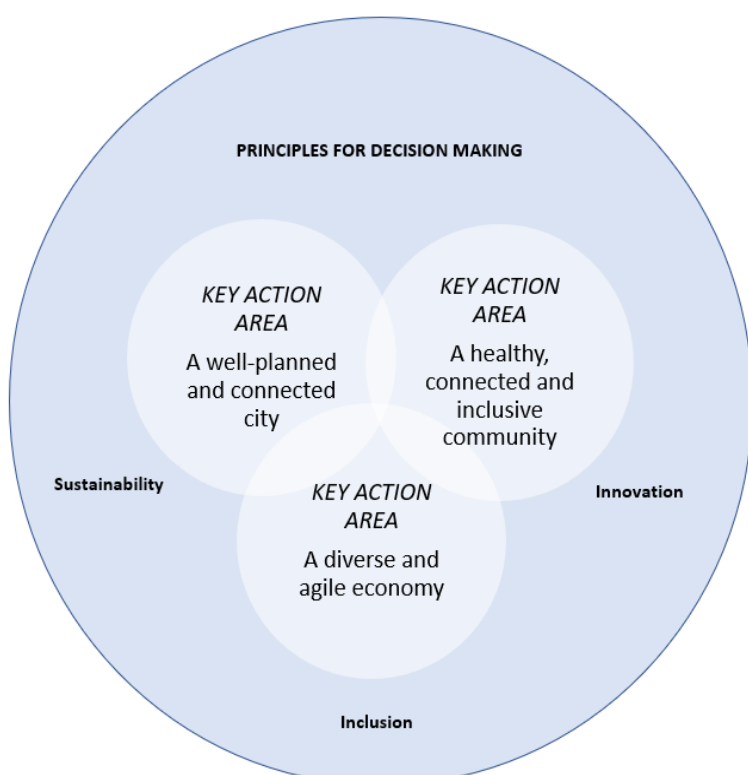 PRINCIPLES FOR DECISION MAKING
KEY ACTION
AREA
A well-planned
and connected
city
KEY ACTION
AREA
A healthy,
connected and
inclusive
community
Sustainability
KEY ACTION
AREA
A diverse and
agile economy
Innovation
Inclusion